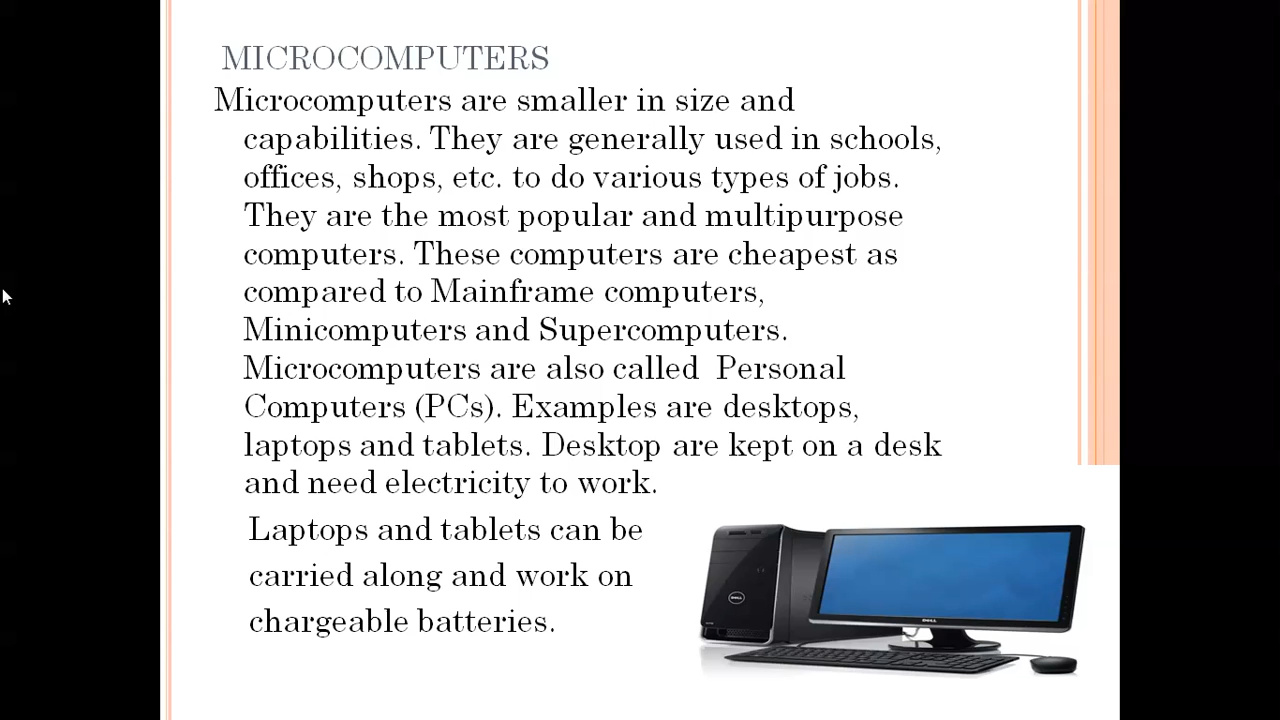 MICROCOMPUTERS
Microcomputers are smaller in size and
capabilities. They are generally used in schools,
offices, shops, etc. to do various types of jobs.
They are the most popular and multipurpose
computers. These computers are cheapest as
compared to Mainframe computers,
Minicomputers and Supercomputers.
Microcomputers are also called  Personal
Computers (PCs). Examples are desktops,
laptops and tablets. Desktop are kept on a desk
and need electricity to work.
Laptops and tablets can be
carried along and work on
chargeable batteries.
DELL
DELL